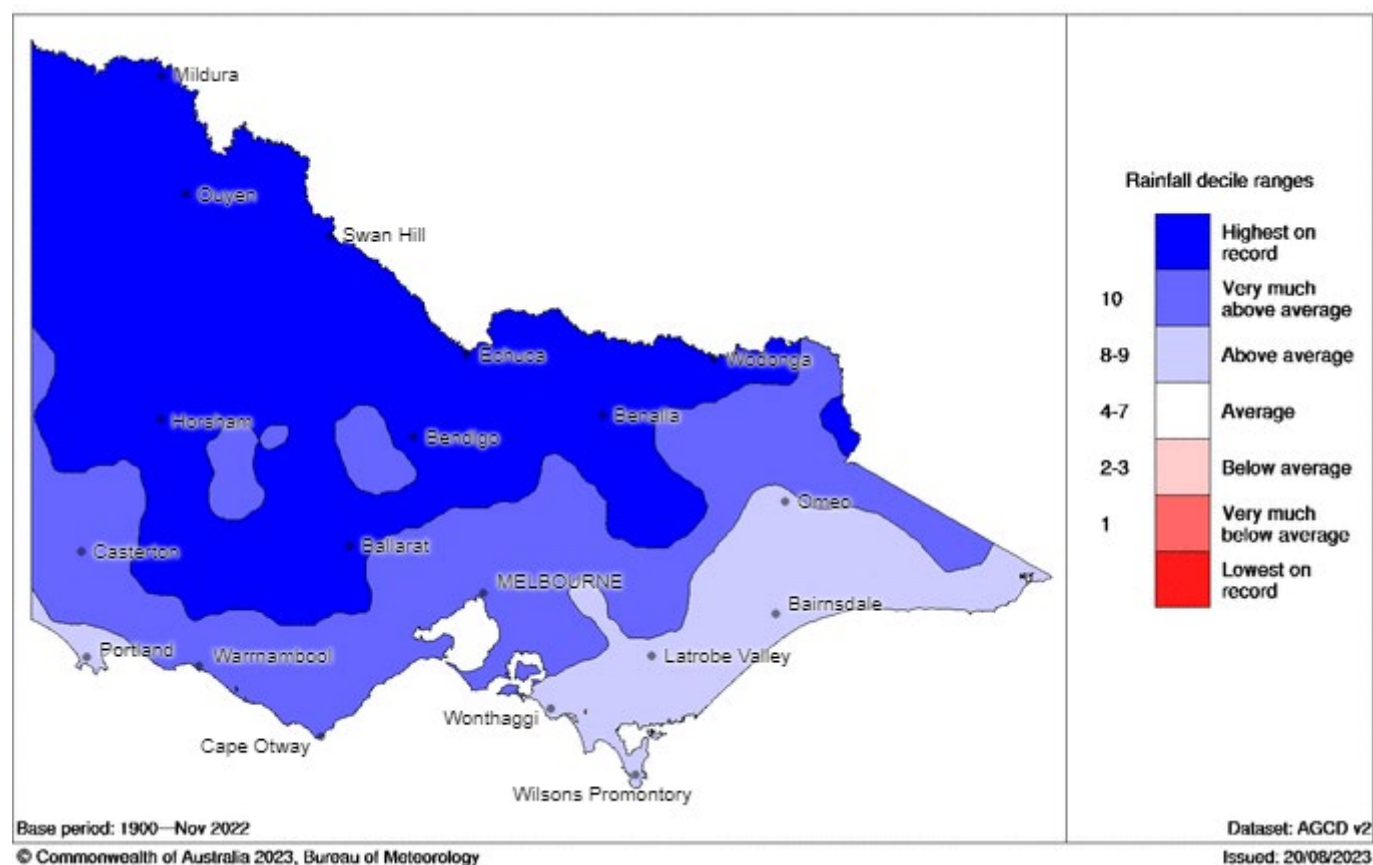 Mildura
Ouyen
Swan Hill
Echuca
Wodonga
Horsham
Bendigo
Benalla
Omeo
Casterton
Ballarat
MELBOURNE
Bairnsdale
Portland
Warrnambool
Latrobe Valley
Wonthaggi
Cape Otway
Wilsons Promontory
Rainfall decile ranges
Highest on
record
10
Very much
above average
8-9
Above average
4-7
Average
2-3
Below average
1
Very much
below average
Lowest on
record
Base period: 1900—Nov 2022
Dataset: AGCD v2
© Commonwealth of Australia 2023, Bureau of Meteorology
Issued: 20/08/2023